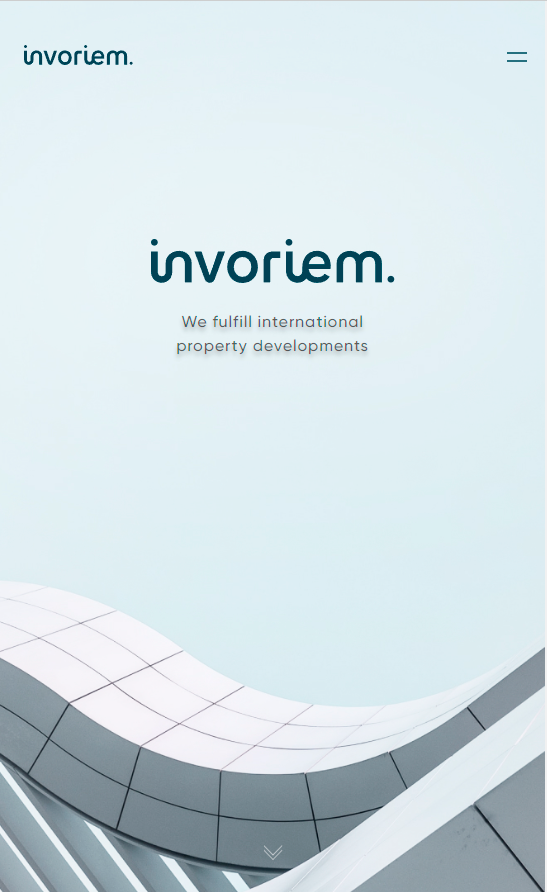 invoriem.
invoriem.
We fulfill international
property developments